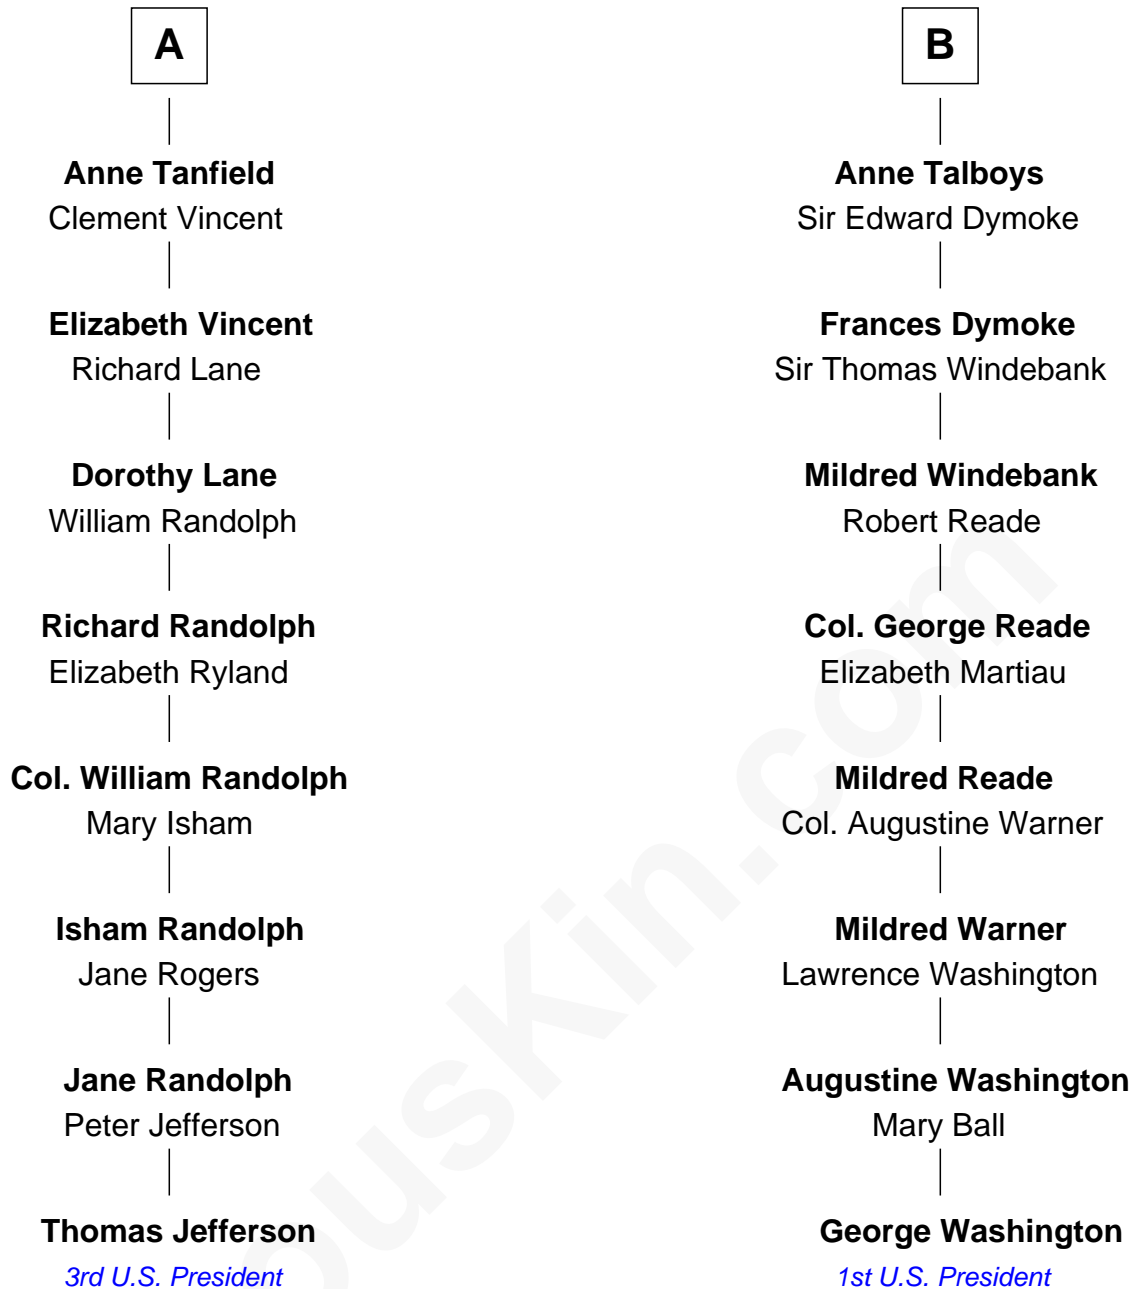 A
Anne Tanfield
Clement Vincent
Elizabeth Vincent
Richard Lane
Dorothy Lane
William Randolph
Richard Randolph
Elizabeth Ryland
Col. William Randolph
Mary Isham
Isham Randolph
Jane Rogers
Jane Randolph
Peter Jefferson
Thomas Jefferson
3rd U.S. President
B
Anne Talboys
Sir Edward Dymoke
Frances Dymoke
Sir Thomas Windebank
Mildred Windebank
Robert Reade
Col. George Reade
Elizabeth Martiau
Mildred Reade
Col. Augustine Warner
Mildred Warner
Lawrence Washington
Augustine Washington
Mary Ball
George Washington
1st U.S. President
ousKin.com